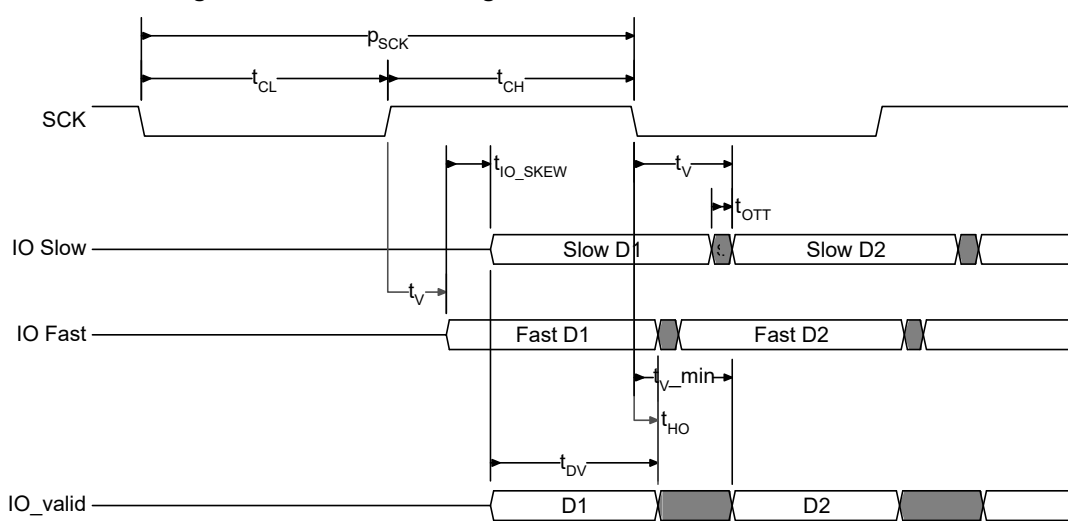 pSCK
tCL
tCH
SCK
tIO_SKEW
tV
tOTT
IO Slow
Slow D1
Slow D2
tV
IO Fast
Fast D1
Fast D2
tV_min
tHO
tDV
IO_valid
D1
D2